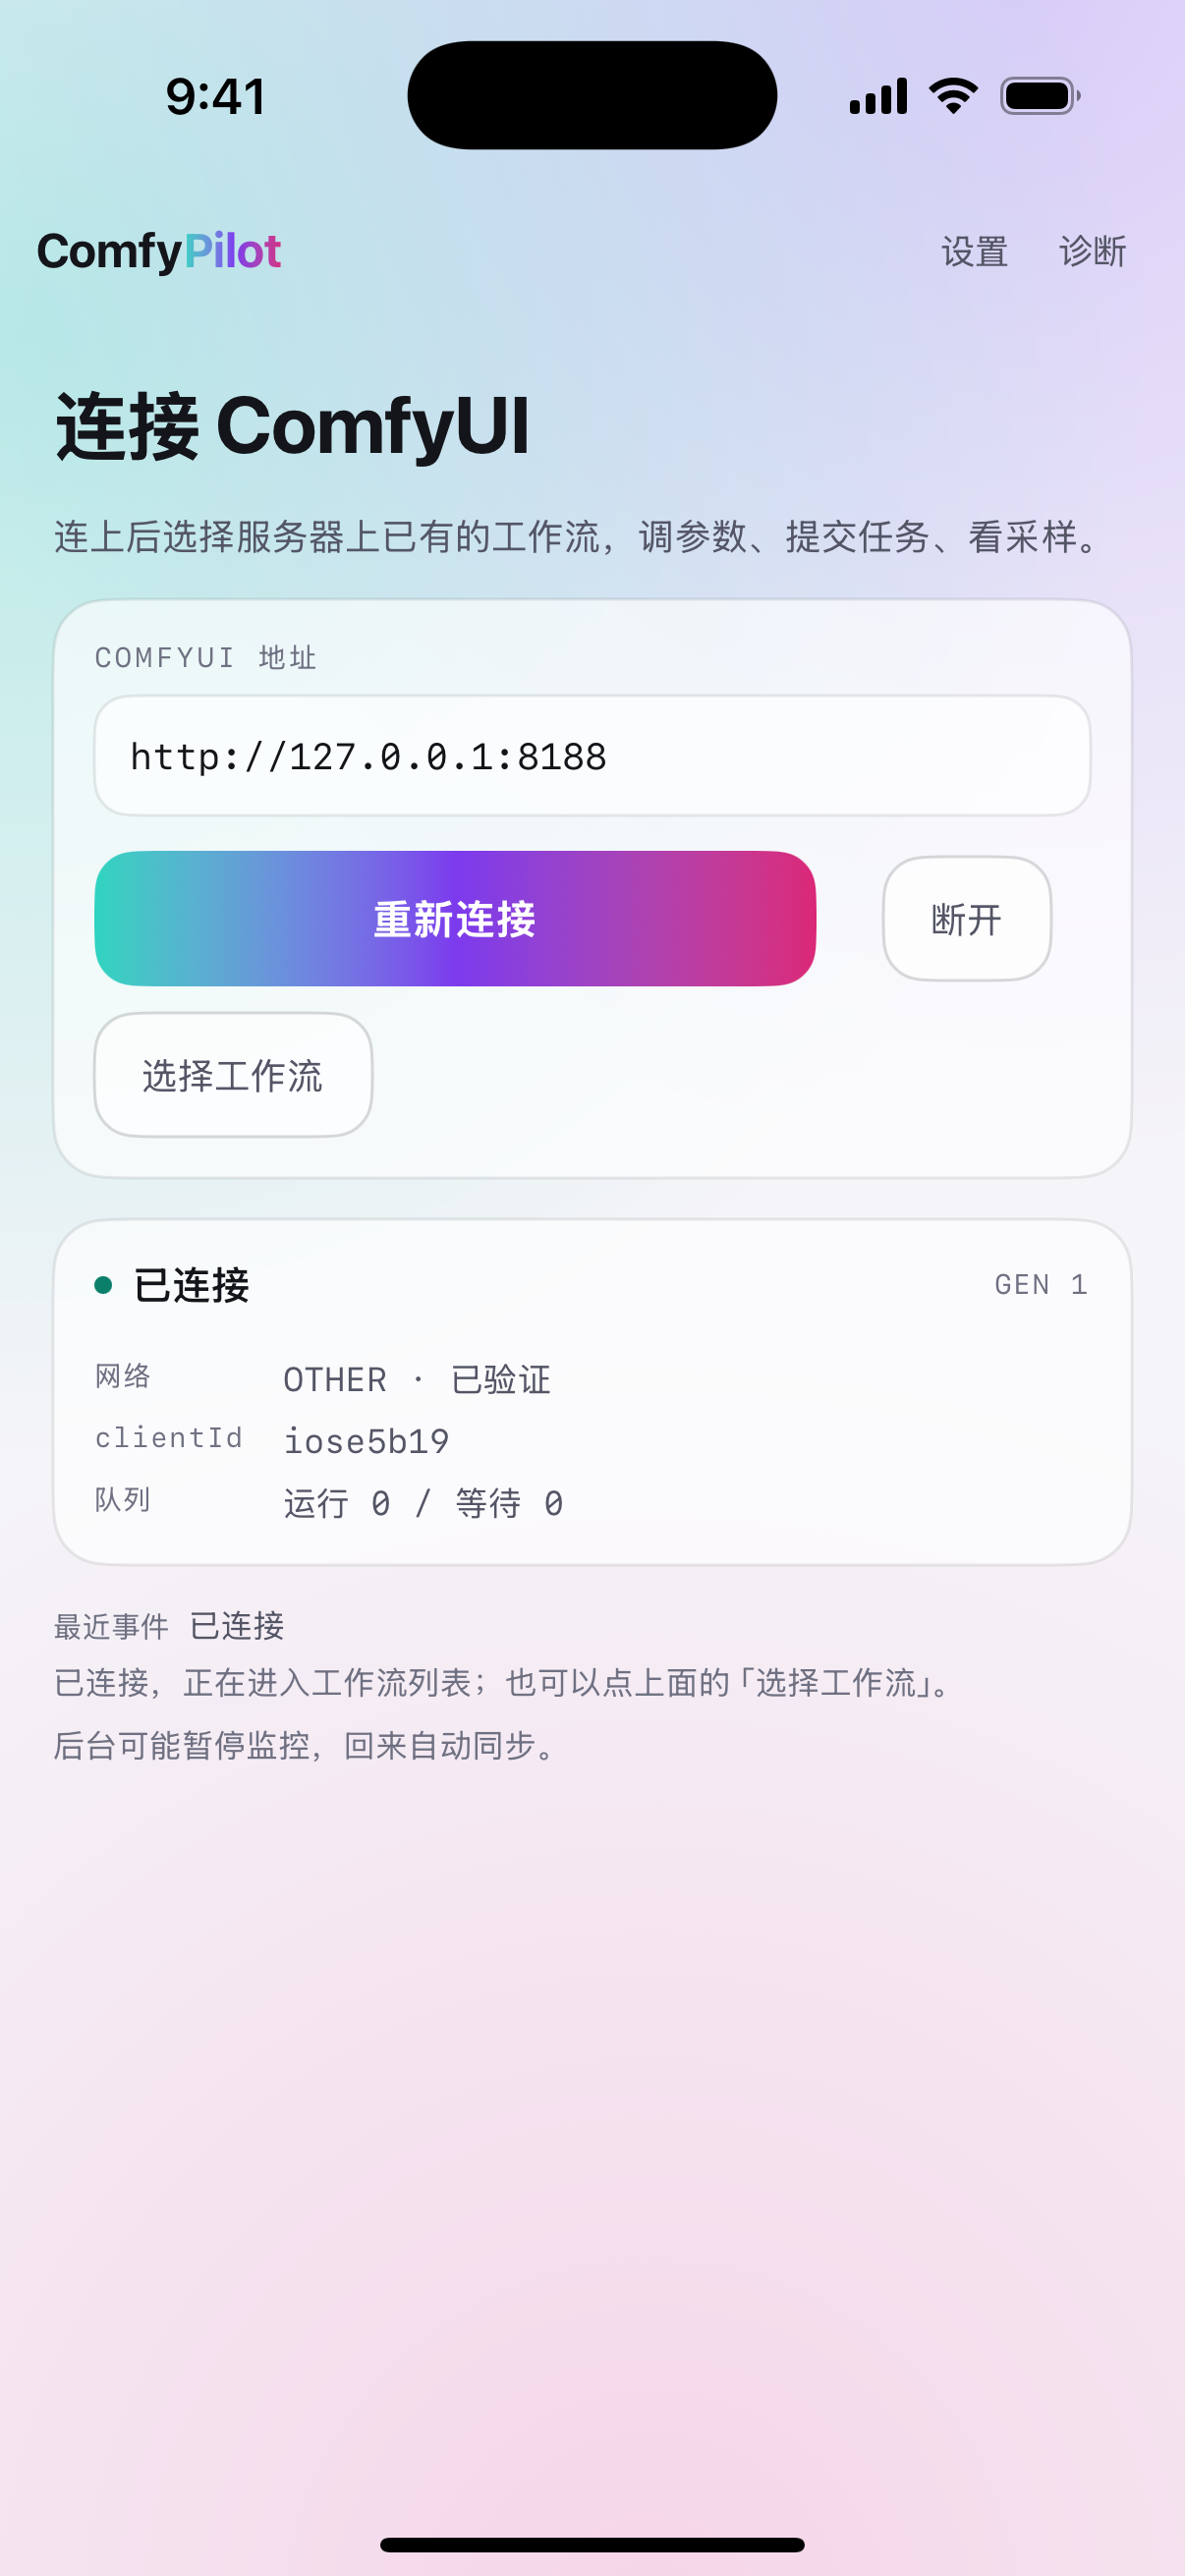 9:41
ComfyPilot
设置 诊断
连接 ComfyUI
连上后选择服务器上已有的工作流，调参数、提交任务、看采样。
COMFYUI 地址
http://127.0.0.1:8188
重新连接 断开
选择工作流
已连接 GEN 1
网络 OTHER · 已验证
clientId iose5b19
队列 运行 0 / 等待 0
最近事件 已连接
已连接，正在进入工作流列表；也可以点上面的「选择工作流」。
后台可能暂停监控，回来自动同步。